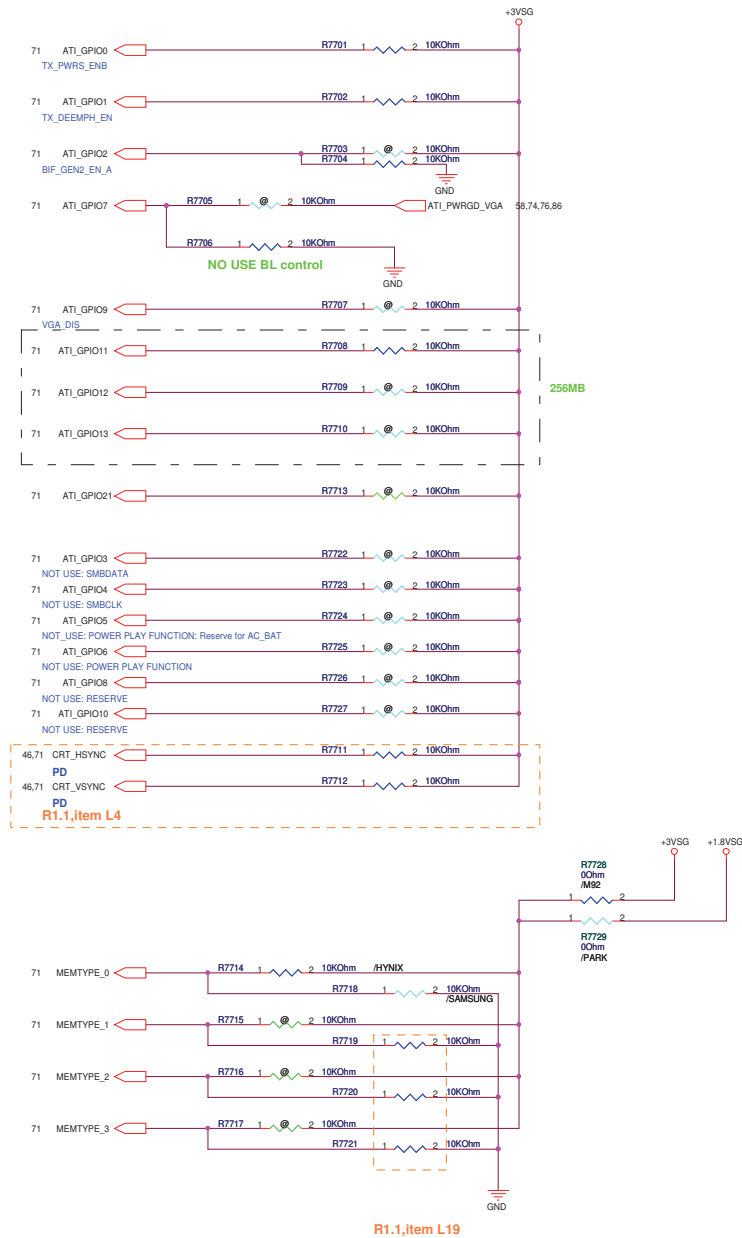 +3VSG
71 ATI_GPIO0 R7701 1 2 10KOhm
TX_PWRS_ENB
71 ATI_GPIO1 R7702 1 2 10KOhm
TX_DEEMPH_EN
71 ATI_GPIO2 R7703 1 @ 2 10KOhm
R7704 1 2 10KOhm
BIF_GEN2_EN_A
GND
71 ATI_GPIO7 R7705 1 @ 2 10KOhm ATI_PWRGD_VGA 58,74,76,86
R7706 1 2 10KOhm
NO USE BL control
GND
71 ATI_GPIO9 R7707 1 @ 2 10KOhm
VGA_DIS
71 ATI_GPIO11 R7708 1 2 10KOhm
71 ATI_GPIO12 R7709 1 @ 2 10KOhm
256MB
71 ATI_GPIO13 R7710 1 @ 2 10KOhm
71 ATI_GPIO21 R7713 1 @ 2 10KOhm
71 ATI_GPIO3 R7722 1 @ 2 10KOhm
NOT USE: SMBDATA
71 ATI_GPIO4 R7723 1 @ 2 10KOhm
NOT USE: SMBCLK
71 ATI_GPIO5 R7724 1 @ 2 10KOhm
NOT_USE: POWER PLAY FUNCTION: Reserve for AC_BAT
71 ATI_GPIO6 R7725 1 @ 2 10KOhm
NOT USE: POWER PLAY FUNCTION
71 ATI_GPIO8 R7726 1 @ 2 10KOhm
NOT USE: RESERVE
71 ATI_GPIO10 R7727 1 @ 2 10KOhm
NOT USE: RESERVE
46,71 CRT_HSYNC R7711 1 2 10KOhm
PD
46,71 CRT_VSYNC R7712 1 2 10KOhm
PD
R1.1,item L4
+3VSG +1.8VSG
R7728
0Ohm
/M92
1 2
1 2
R7729
0Ohm
/PARK
71 MEMTYPE_0 R7714 1 2 10KOhm /HYNIX
R7718 1 2 10KOhm
/SAMSUNG
71 MEMTYPE_1 R7715 1 @ 2 10KOhm
R7719 1 2 10KOhm
71 MEMTYPE_2 R7716 1 @ 2 10KOhm
R7720 1 2 10KOhm
71 MEMTYPE_3 R7717 1 @ 2 10KOhm
R7721 1 2 10KOhm
GND
R1.1,item L19